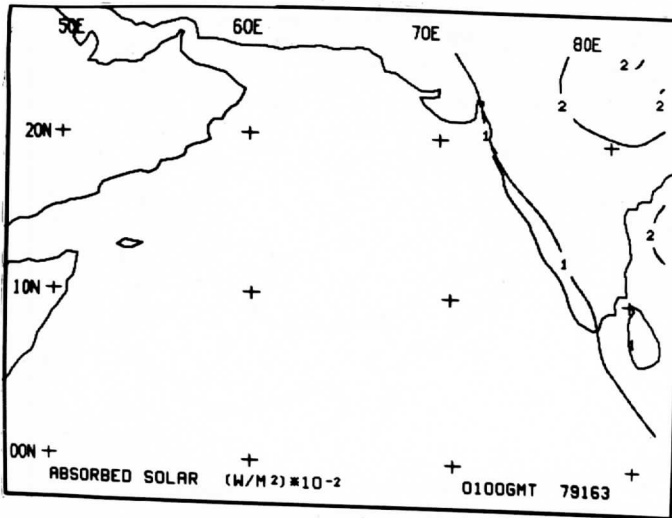 50E 60E 70E 80E
2
2 2
20N
1
2
1
10N
1
00N
ABSORBED SOLAR (W/M2)*10-2 0100GMT 79163